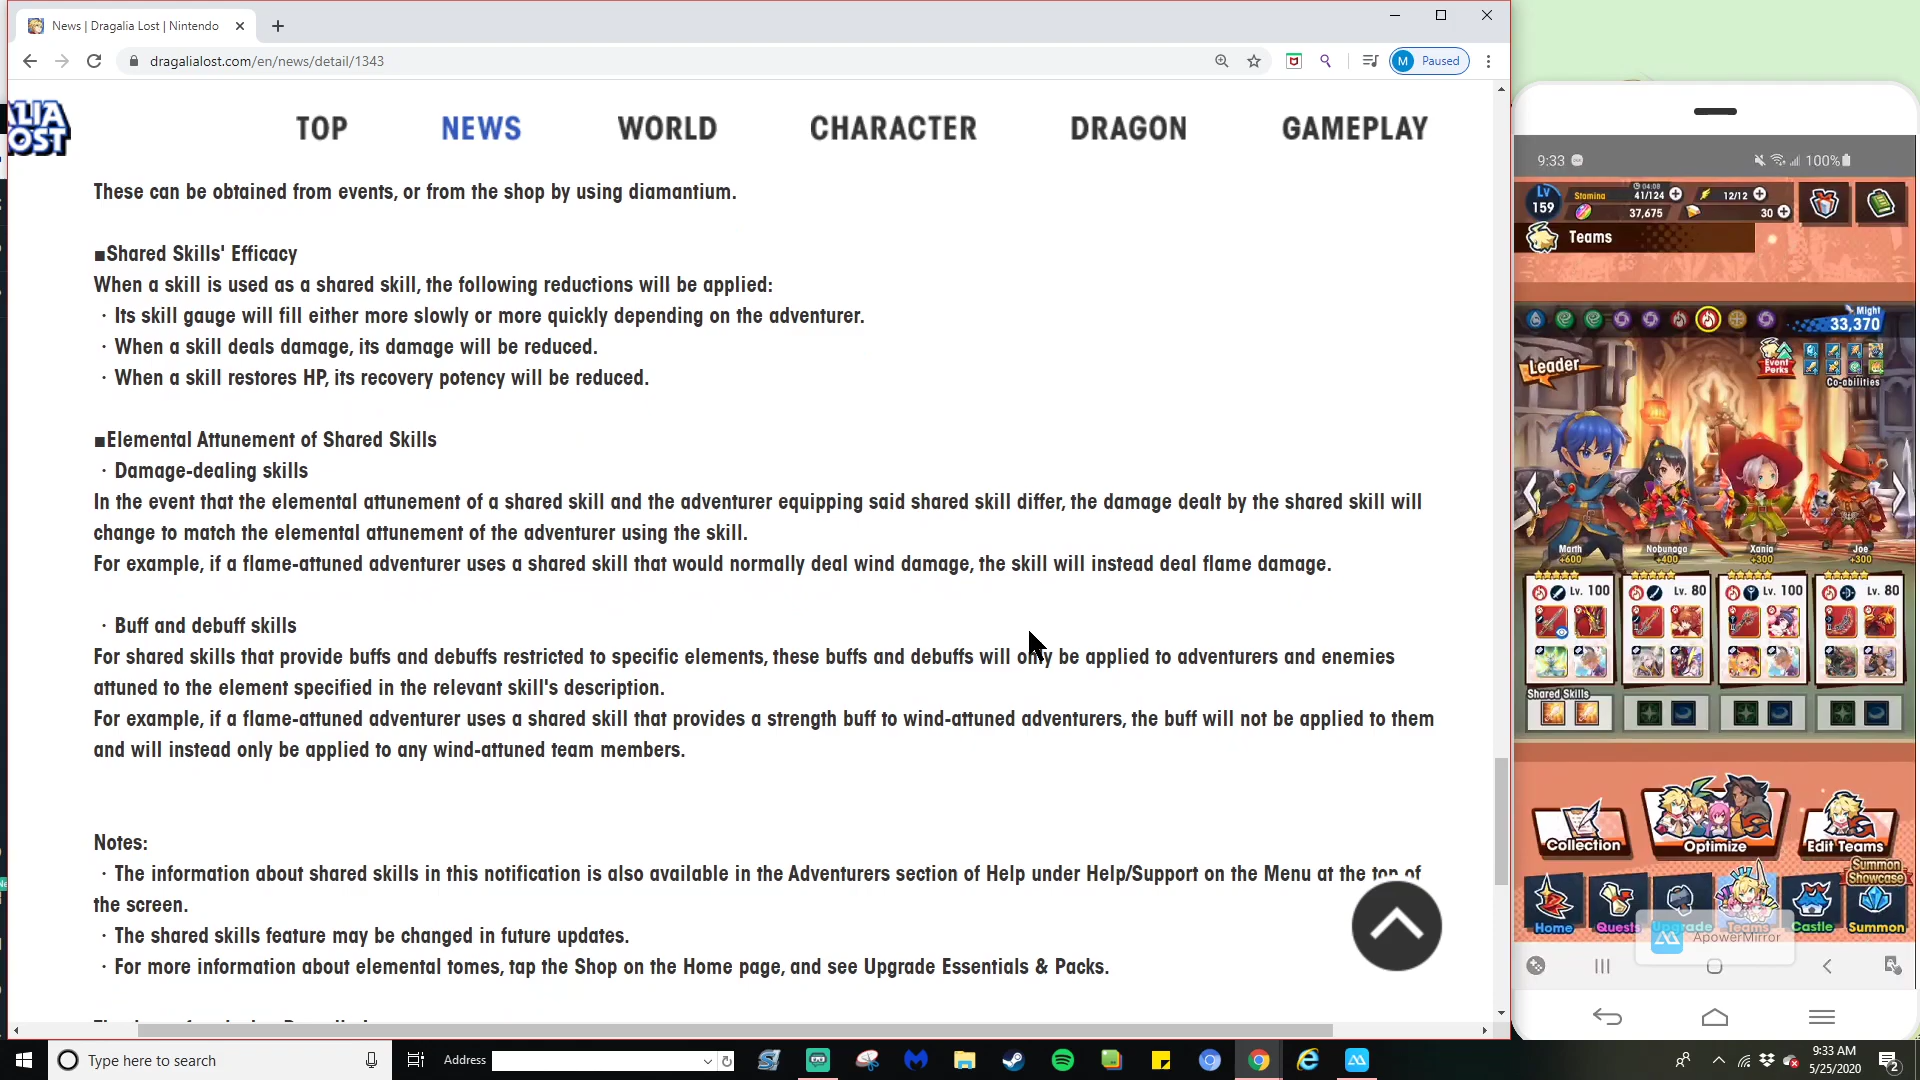 News | Dragalia Lost | Nintendo
dragalialost.com/en/news/detail/1343
M Paused
ALIA
OST
TOP NEWS WORLD CHARACTER DRAGON GAMEPLAY
These can be obtained from events, or from the shop by using diamantium.
■Shared Skills' Efficacy
When a skill is used as a shared skill, the following reductions will be applied:
・Its skill gauge will fill either more slowly or more quickly depending on the adventurer.
・When a skill deals damage, its damage will be reduced.
・When a skill restores HP, its recovery potency will be reduced.
■Elemental Attunement of Shared Skills
・Damage-dealing skills
In the event that the elemental attunement of a shared skill and the adventurer equipping said shared skill differ, the damage dealt by the shared skill will
change to match the elemental attunement of the adventurer using the skill.
For example, if a flame-attuned adventurer uses a shared skill that would normally deal wind damage, the skill will instead deal flame damage.
・Buff and debuff skills
For shared skills that provide buffs and debuffs restricted to specific elements, these buffs and debuffs will only be applied to adventurers and enemies
attuned to the element specified in the relevant skill's description.
For example, if a flame-attuned adventurer uses a shared skill that provides a strength buff to wind-attuned adventurers, the buff will not be applied to them
and will instead only be applied to any wind-attuned team members.
Notes:
・The information about shared skills in this notification is also available in the Adventurers section of Help under Help/Support on the Menu at the top of
the screen.
・The shared skills feature may be changed in future updates.
・For more information about elemental tomes, tap the Shop on the Home page, and see Upgrade Essentials & Packs.
9:33 100%
Lv 159
Stamina 04:08 41/124 12/12
37,675 30
Teams
Might
33,370
Leader
Event Perks
Co-abilities
Marth Nobunaga Xania Joe
+600 +400 +300 +300
Lv. 100 Lv. 80 Lv. 100 Lv. 80
Shared Skills
Collection Optimize Edit Teams
Summon Showcase
Home Quests Upgrade Teams Castle Summon
ApowerMirror
Type here to search
Address
9:33 AM
5/25/2020
2